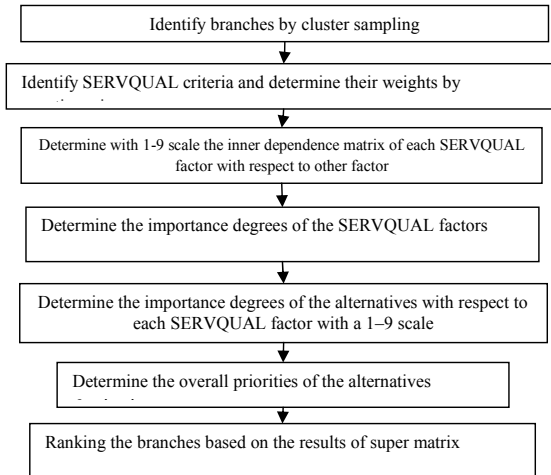 Identify branches by cluster sampling
Identify SERVQUAL criteria and determine their weights by
Determine with 1-9 scale the inner dependence matrix of each SERVQUAL
factor with respect to other factor
Determine the importance degrees of the SERVQUAL factors
Determine the importance degrees of the alternatives with respect to
each SERVQUAL factor with a 1–9 scale
Determine the overall priorities of the alternatives
Ranking the branches based on the results of super matrix